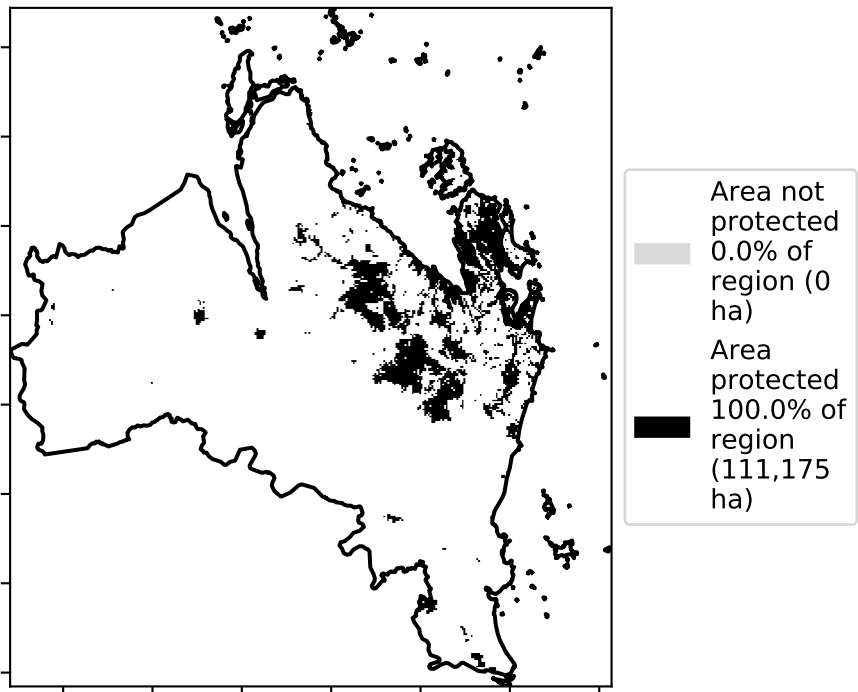 Area not
protected
0.0% of
region (0
ha)
Area
protected
100.0% of
region
(111,175
ha)